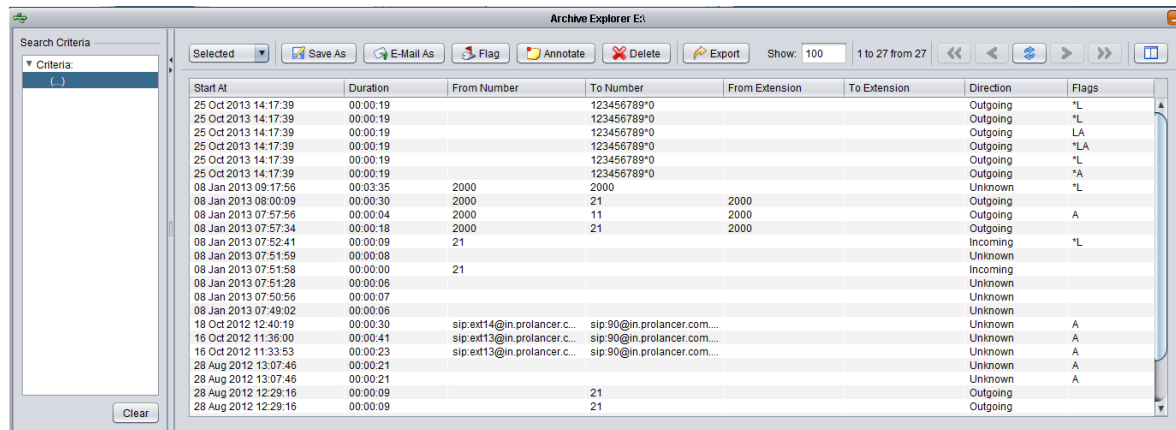 Archive Explorer E:\
Search Criteria
Criteria:
(...)
Clear
Selected Save As E-Mail As Flag Annotate Delete Export Show: 100 1 to 27 from 27
Start At Duration From Number To Number From Extension To Extension Direction Flags
25 Oct 2013 14:17:39 00:00:19 123456789*0 Outgoing *L
25 Oct 2013 14:17:39 00:00:19 123456789*0 Outgoing *L
25 Oct 2013 14:17:39 00:00:19 123456789*0 Outgoing LA
25 Oct 2013 14:17:39 00:00:19 123456789*0 Outgoing *LA
25 Oct 2013 14:17:39 00:00:19 123456789*0 Outgoing *L
25 Oct 2013 14:17:39 00:00:19 123456789*0 Outgoing *A
08 Jan 2013 09:17:56 00:03:35 2000 2000 Unknown *L
08 Jan 2013 08:00:09 00:00:30 2000 21 2000 Outgoing
08 Jan 2013 07:57:56 00:00:04 2000 11 2000 Outgoing A
08 Jan 2013 07:57:34 00:00:18 2000 21 2000 Outgoing
08 Jan 2013 07:52:41 00:00:09 21 Incoming *L
08 Jan 2013 07:51:59 00:00:08 Unknown
08 Jan 2013 07:51:58 00:00:00 21 Incoming
08 Jan 2013 07:51:28 00:00:06 Unknown
08 Jan 2013 07:50:56 00:00:07 Unknown
08 Jan 2013 07:49:02 00:00:06 Unknown
18 Oct 2012 12:40:19 00:00:30 sip:ext14@in.prolancer.c... sip:90@in.prolancer.com.... Unknown A
16 Oct 2012 11:36:00 00:00:41 sip:ext13@in.prolancer.c... sip:90@in.prolancer.com.... Unknown A
16 Oct 2012 11:33:53 00:00:23 sip:ext13@in.prolancer.c... sip:90@in.prolancer.com.... Unknown A
28 Aug 2012 13:07:46 00:00:21 Unknown A
28 Aug 2012 13:07:46 00:00:21 Unknown A
28 Aug 2012 12:29:16 00:00:09 21 Outgoing
28 Aug 2012 12:29:16 00:00:09 21 Outgoing